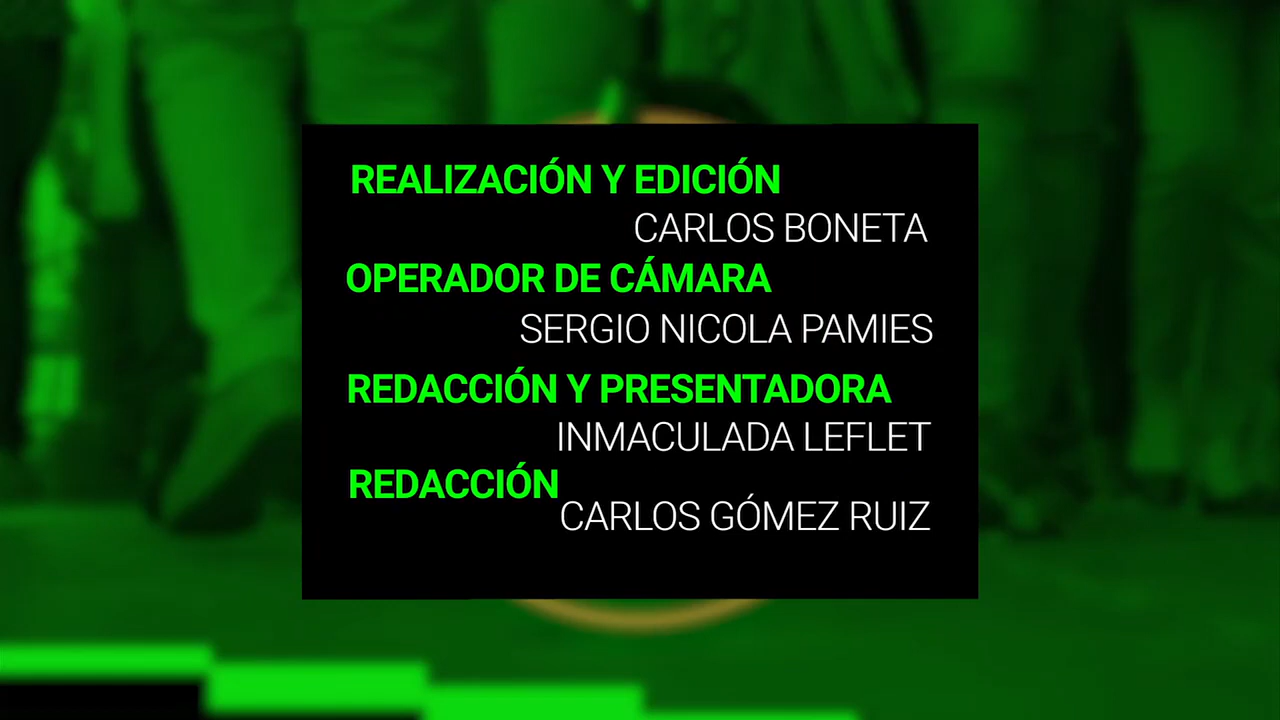 REALIZACIÓN Y EDICIÓN
CARLOS BONETA
OPERADOR DE CÁMARA
SERGIO NICOLA PAMIES
REDACCIÓN Y PRESENTADORA
INMACULADA LEFLET
REDACCIÓN
CARLOS GÓMEZ RUIZ